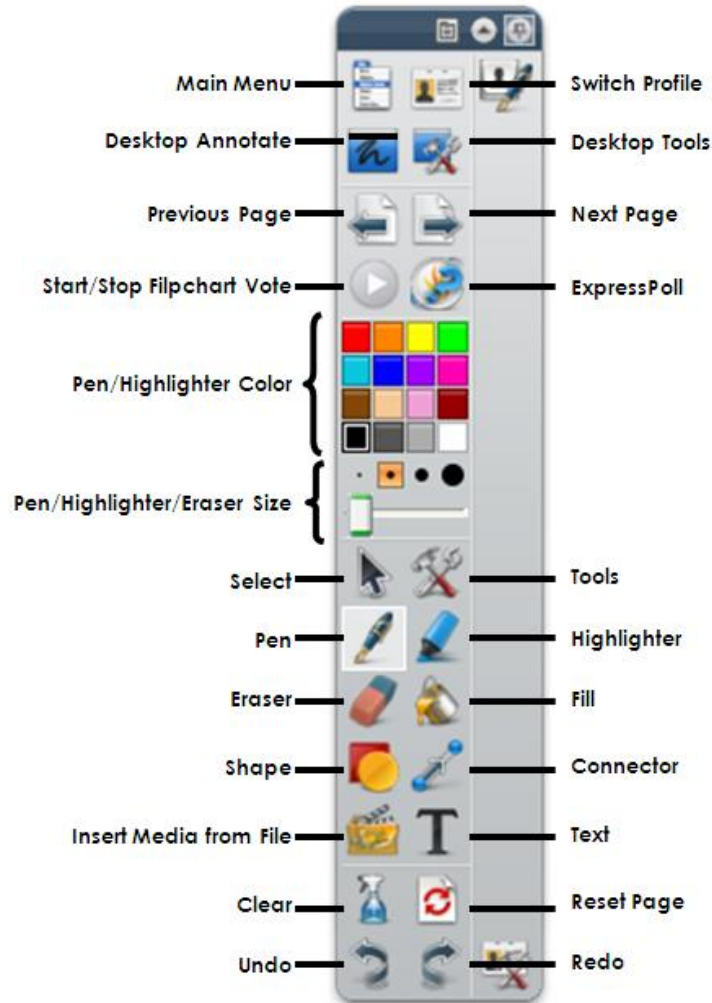 Main Menu
Switch Profile
Desktop Annotate
Desktop Tools
Previous Page
Next Page
Start/Stop Filpchart Vote
ExpressPoll
Pen/Highlighter Color
Pen/Highlighter/Eraser Size
Select
Tools
Pen
Highlighter
Eraser
Fill
Shape
Connector
Insert Media from File
T
Text
Clear
Reset Page
Undo
Redo